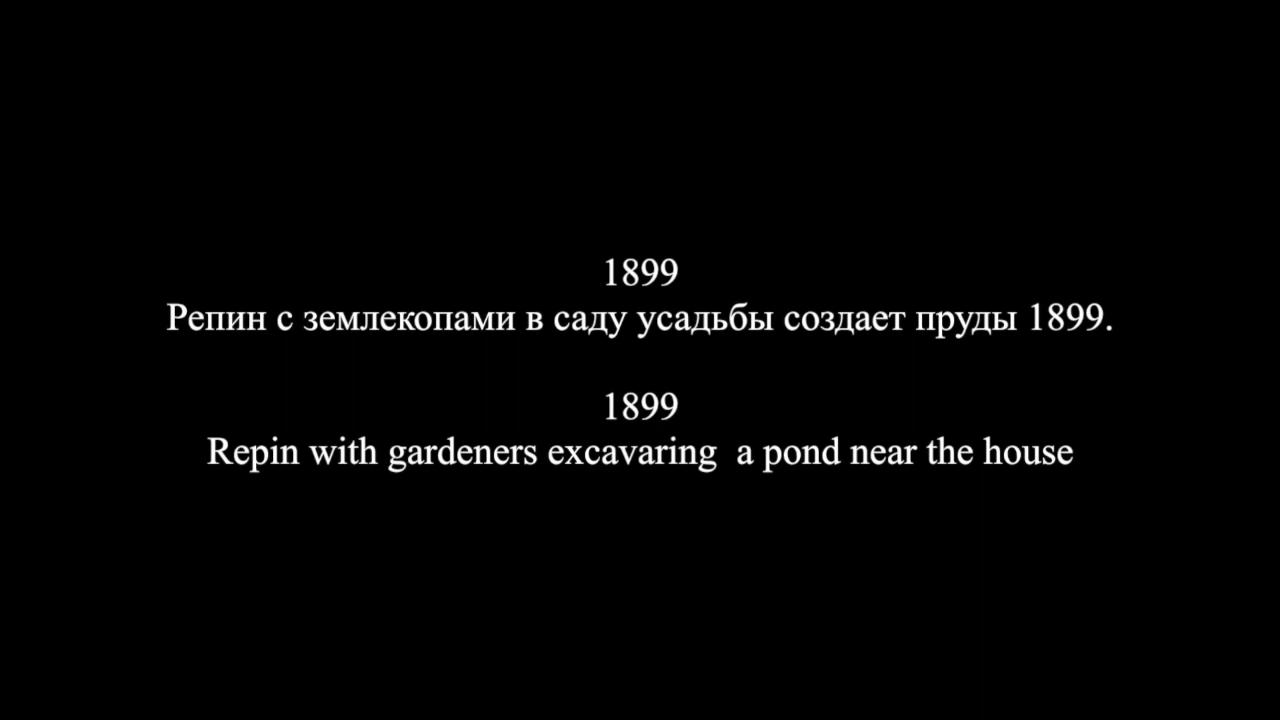 1899
Репин с землекопами в саду усадьбы создает пруды 1899.
1899
Repin with gardeners excavaring  a pond near the house